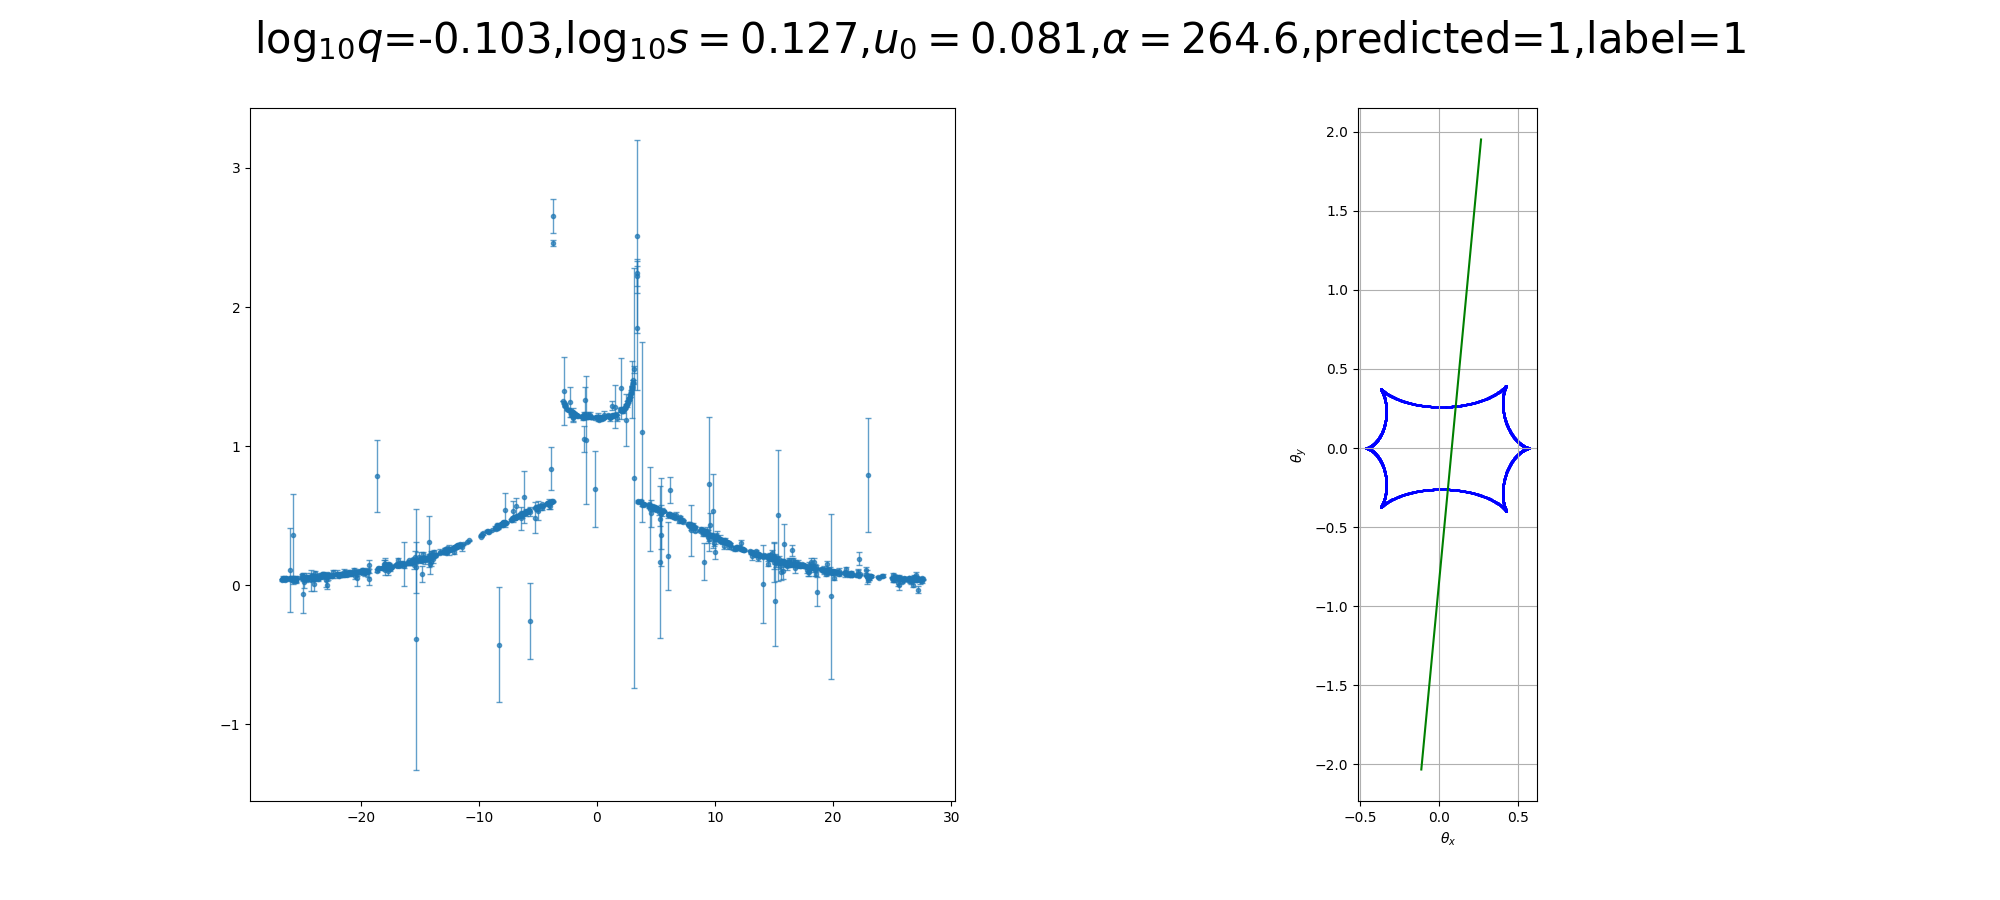 log₁₀q=-0.103,log₁₀s = 0.127,u₀ = 0.081,α = 264.6,predicted=1,label=1
3
2
1
0
−1
−20 −10 0 10 20 30
2.0
1.5
1.0
0.5
0.0
−0.5
−1.0
−1.5
−2.0
θy
−0.5 0.0 0.5
θx